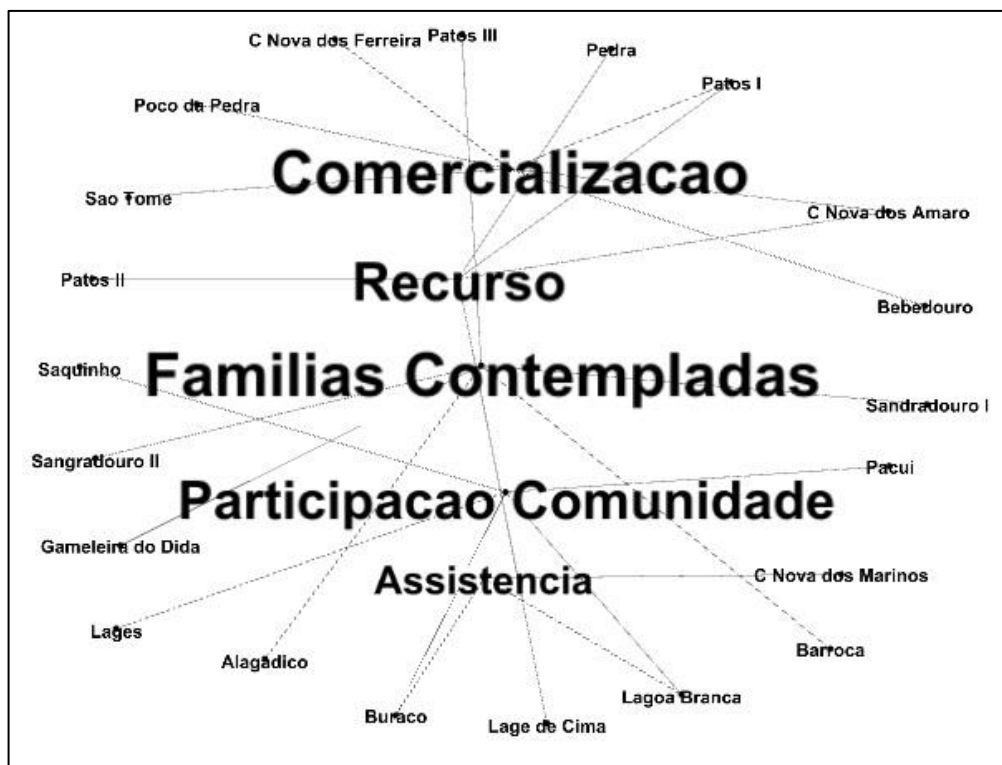 C Nova dos Ferreira
Patos III
Pedra
Patos I
Poco da Pedra
Comercializacao
Sao Tome
C Nova dos Amaro
Recurso
Patos II
Bebedouro
Familias Contempladas
Saquinho
Sandradouro I
Sangradouro II
Pacui
Participacao Comunidade
Gameleira do Dida
Assistencia
C Nova dos Marinos
Lages
Alagadico
Barroca
Buraco
Lagoa Branca
Lage de Cima